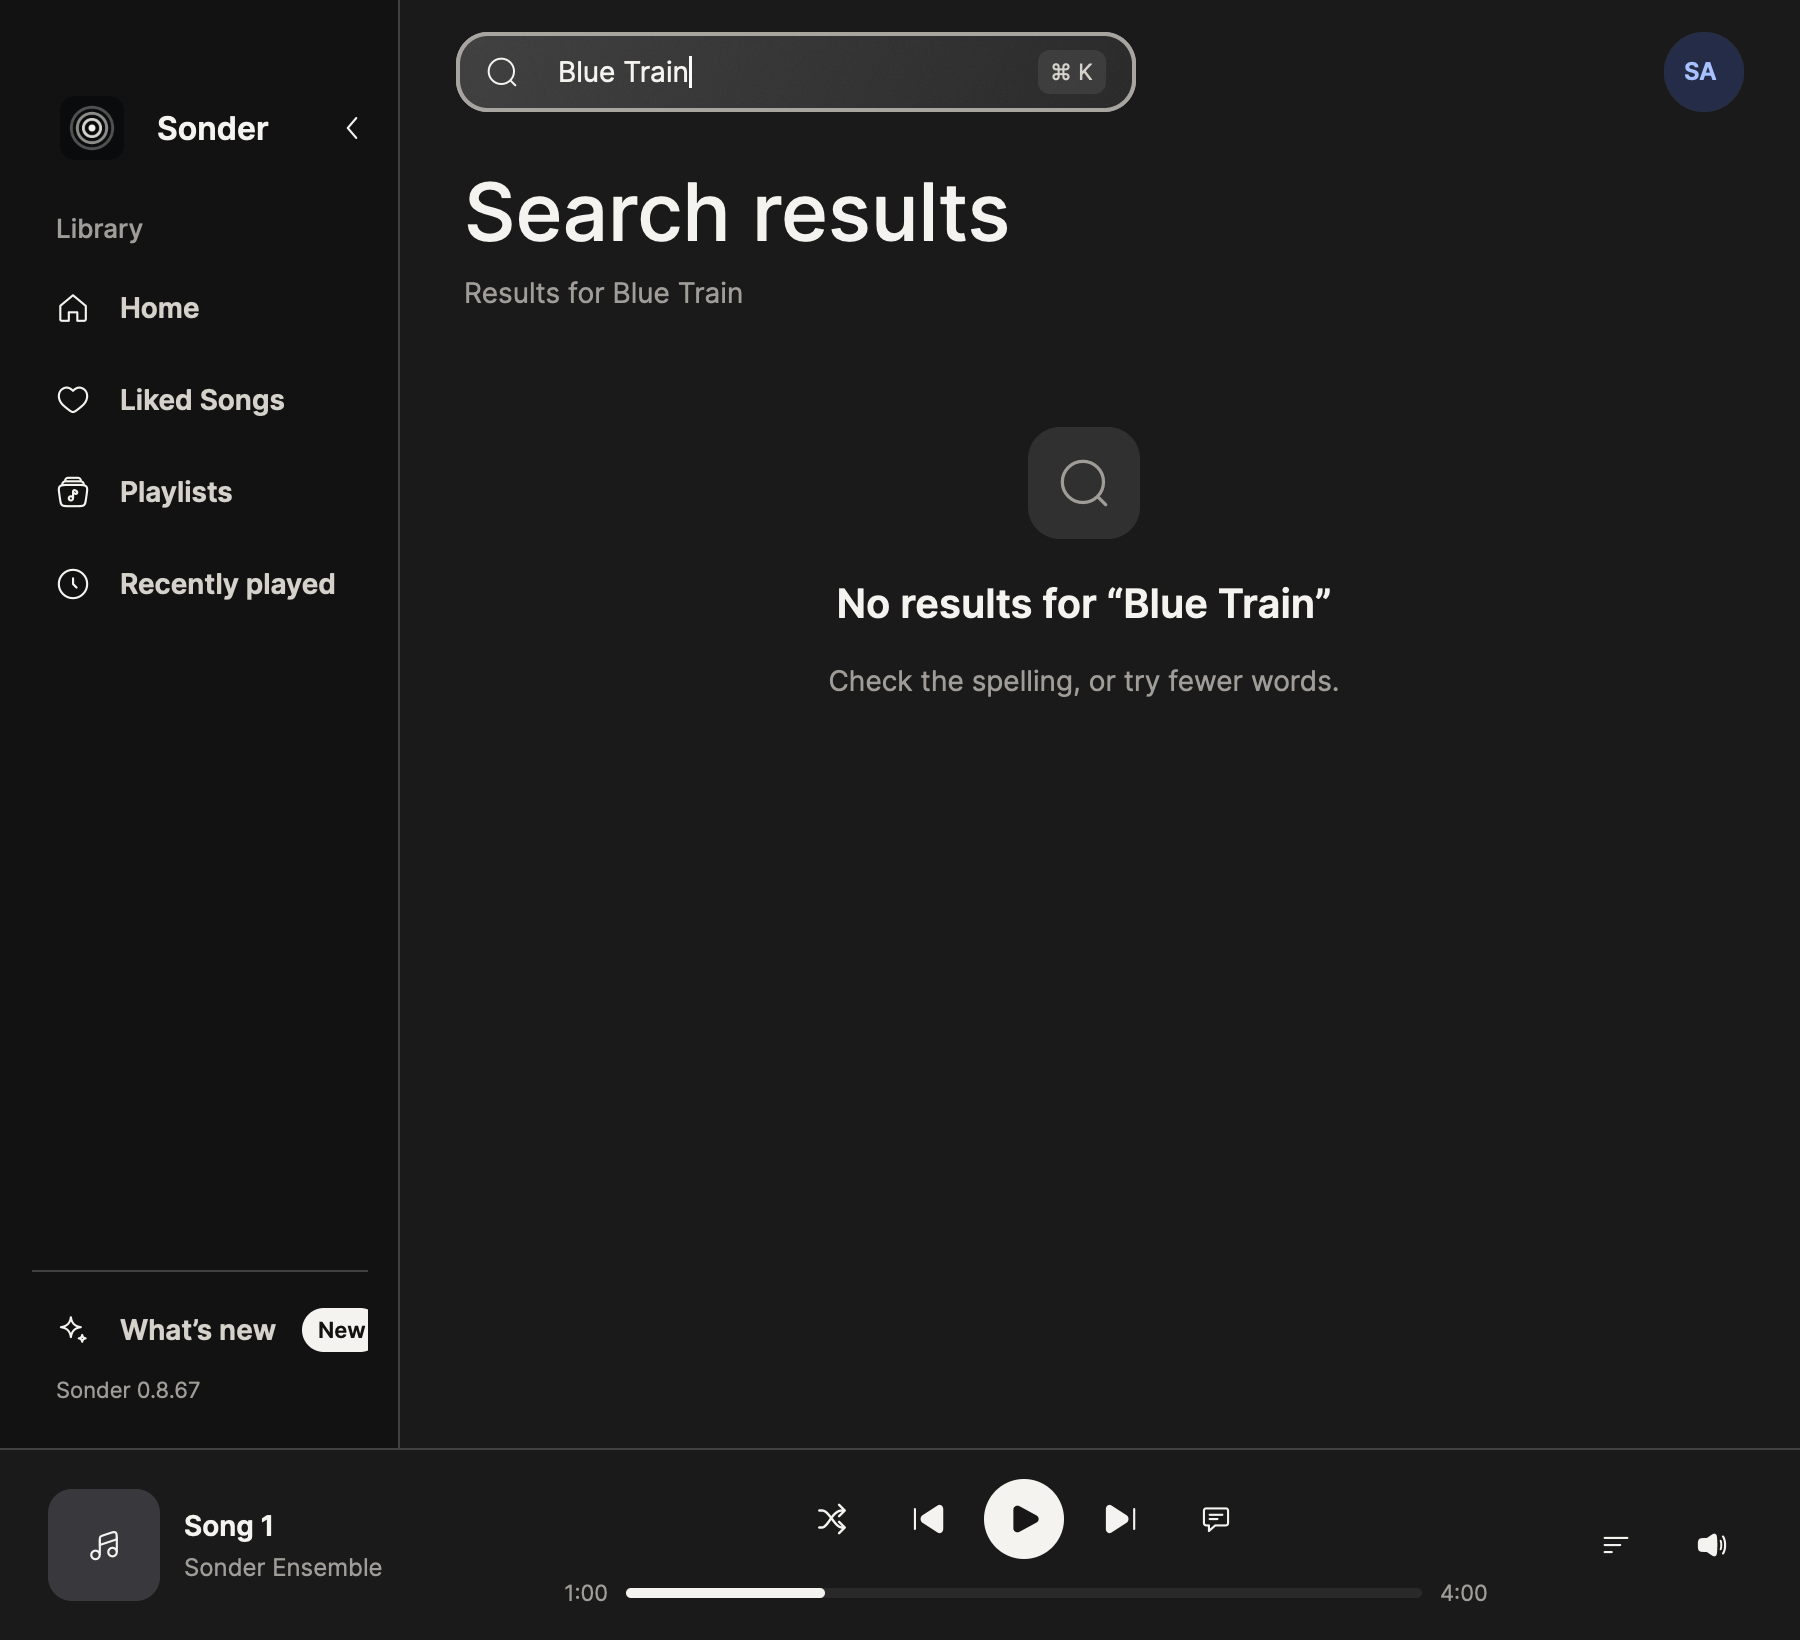 Blue Train
⌘ K
SA
Sonder
Library
Home
Liked Songs
Playlists
Recently played
Search results
Results for Blue Train
No results for “Blue Train”
Check the spelling, or try fewer words.
What’s new
New
Sonder 0.8.67
Song 1
Sonder Ensemble
1:00
4:00